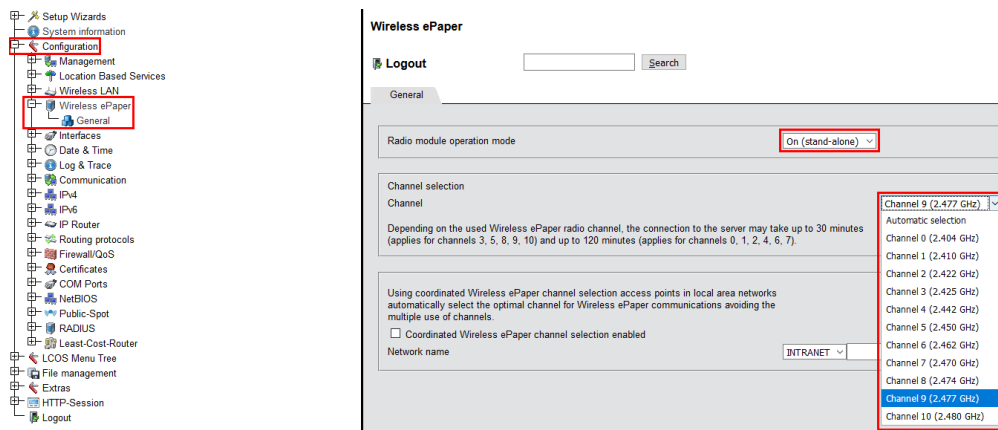 Setup Wizards
System information
Configuration
Management
Location Based Services
Wireless LAN
Wireless ePaper
General
Interfaces
Date & Time
Log & Trace
Communication
IPv4
IPv6
IP Router
Routing protocols
Firewall/QoS
Certificates
COM Ports
NetBIOS
Public-Spot
RADIUS
Least-Cost-Router
LCOS Menu Tree
File management
Extras
HTTP-Session
Logout
Wireless ePaper
Logout Search
General
Radio module operation mode On (stand-alone)
Channel selection
Channel Channel 9 (2.477 GHz)
Automatic selection
Channel 0 (2.404 GHz)
Channel 1 (2.410 GHz)
Channel 2 (2.422 GHz)
Channel 3 (2.425 GHz)
Channel 4 (2.442 GHz)
Channel 5 (2.450 GHz)
Channel 6 (2.462 GHz)
Channel 7 (2.470 GHz)
Channel 8 (2.474 GHz)
Channel 9 (2.477 GHz)
Channel 10 (2.480 GHz)
Depending on the used Wireless ePaper radio channel, the connection to the server may take up to 30 minutes
(applies for channels 3, 5, 8, 9, 10) and up to 120 minutes (applies for channels 0, 1, 2, 4, 6, 7).
Using coordinated Wireless ePaper channel selection access points in local area networks
automatically select the optimal channel for Wireless ePaper communications avoiding the
multiple use of channels.
Coordinated Wireless ePaper channel selection enabled
Network name INTRANET